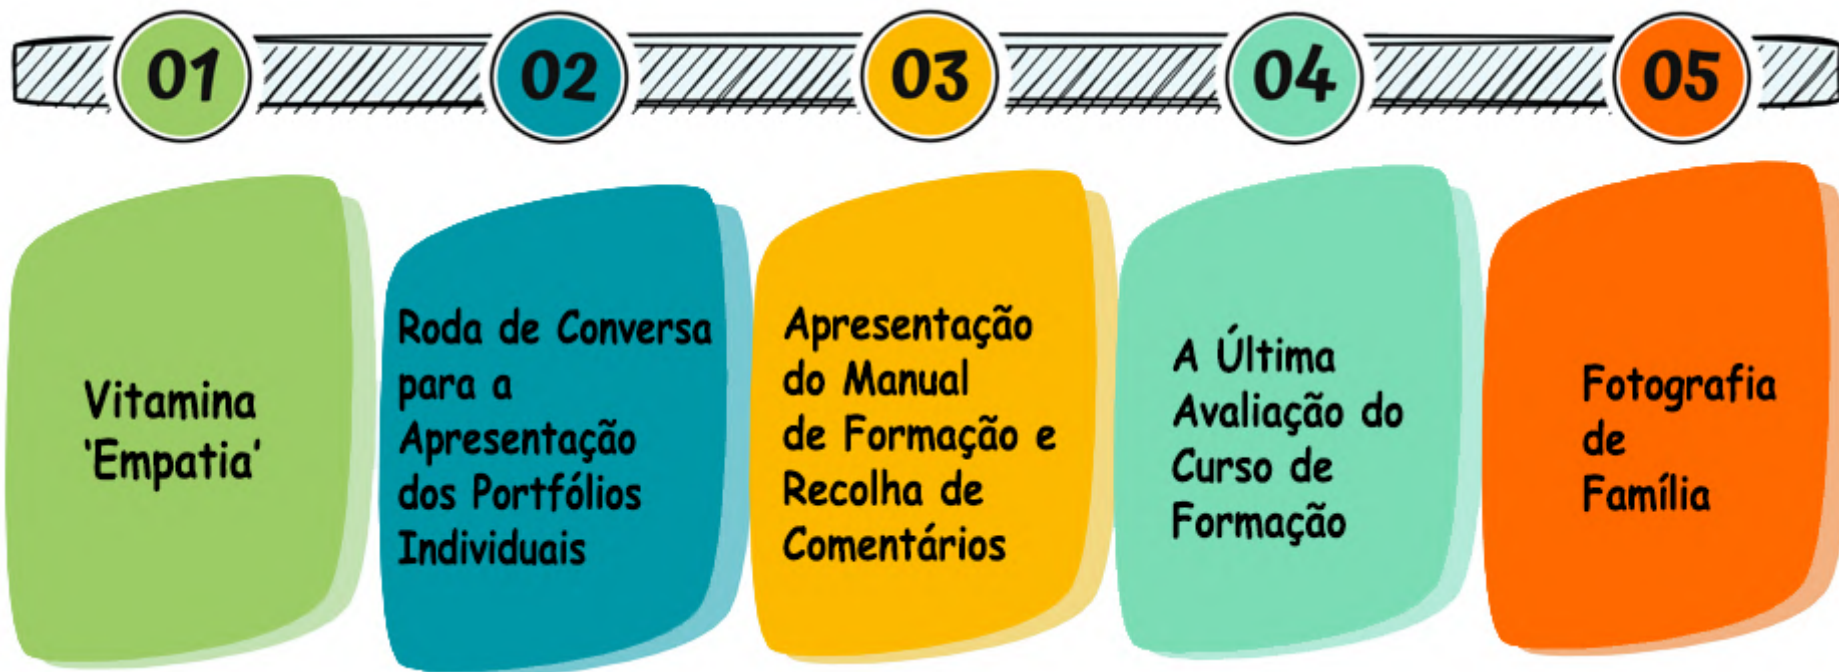 01
02
03
04
05
Vitamina
'Empatia'
Roda de Conversa
para a
Apresentação
dos Portfólios
Individuais
Apresentação
do Manual
de Formação e
Recolha de
Comentários
A Última
Avaliação do
Curso de
Formação
Fotografia
de
Família